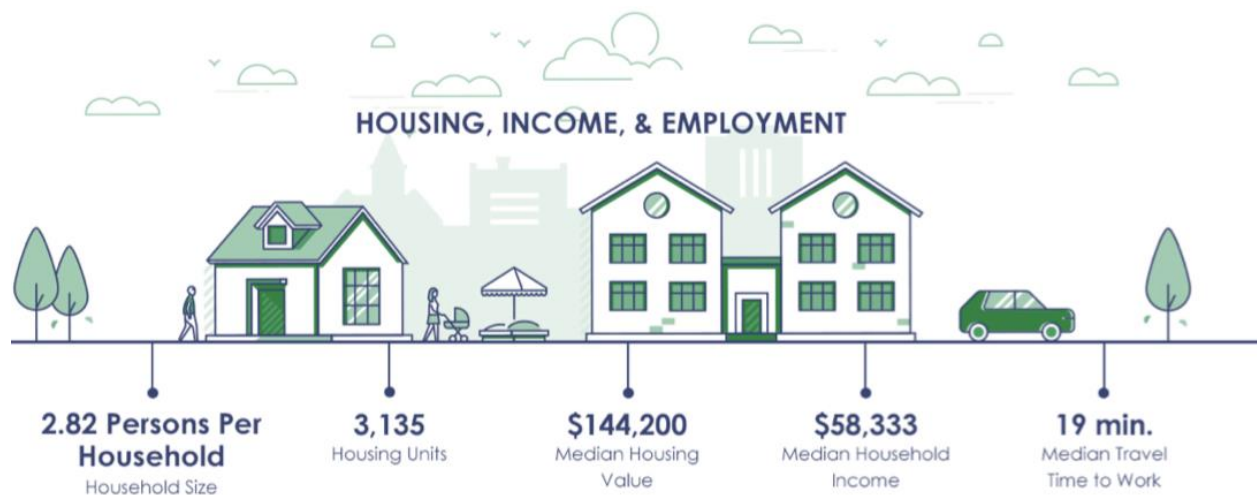 HOUSING, INCOME, & EMPLOYMENT
2.82 Persons Per
Household
Household Size
3,135
Housing Units
$144,200
Median Housing
Value
$58,333
Median Household
Income
19 min.
Median Travel
Time to Work